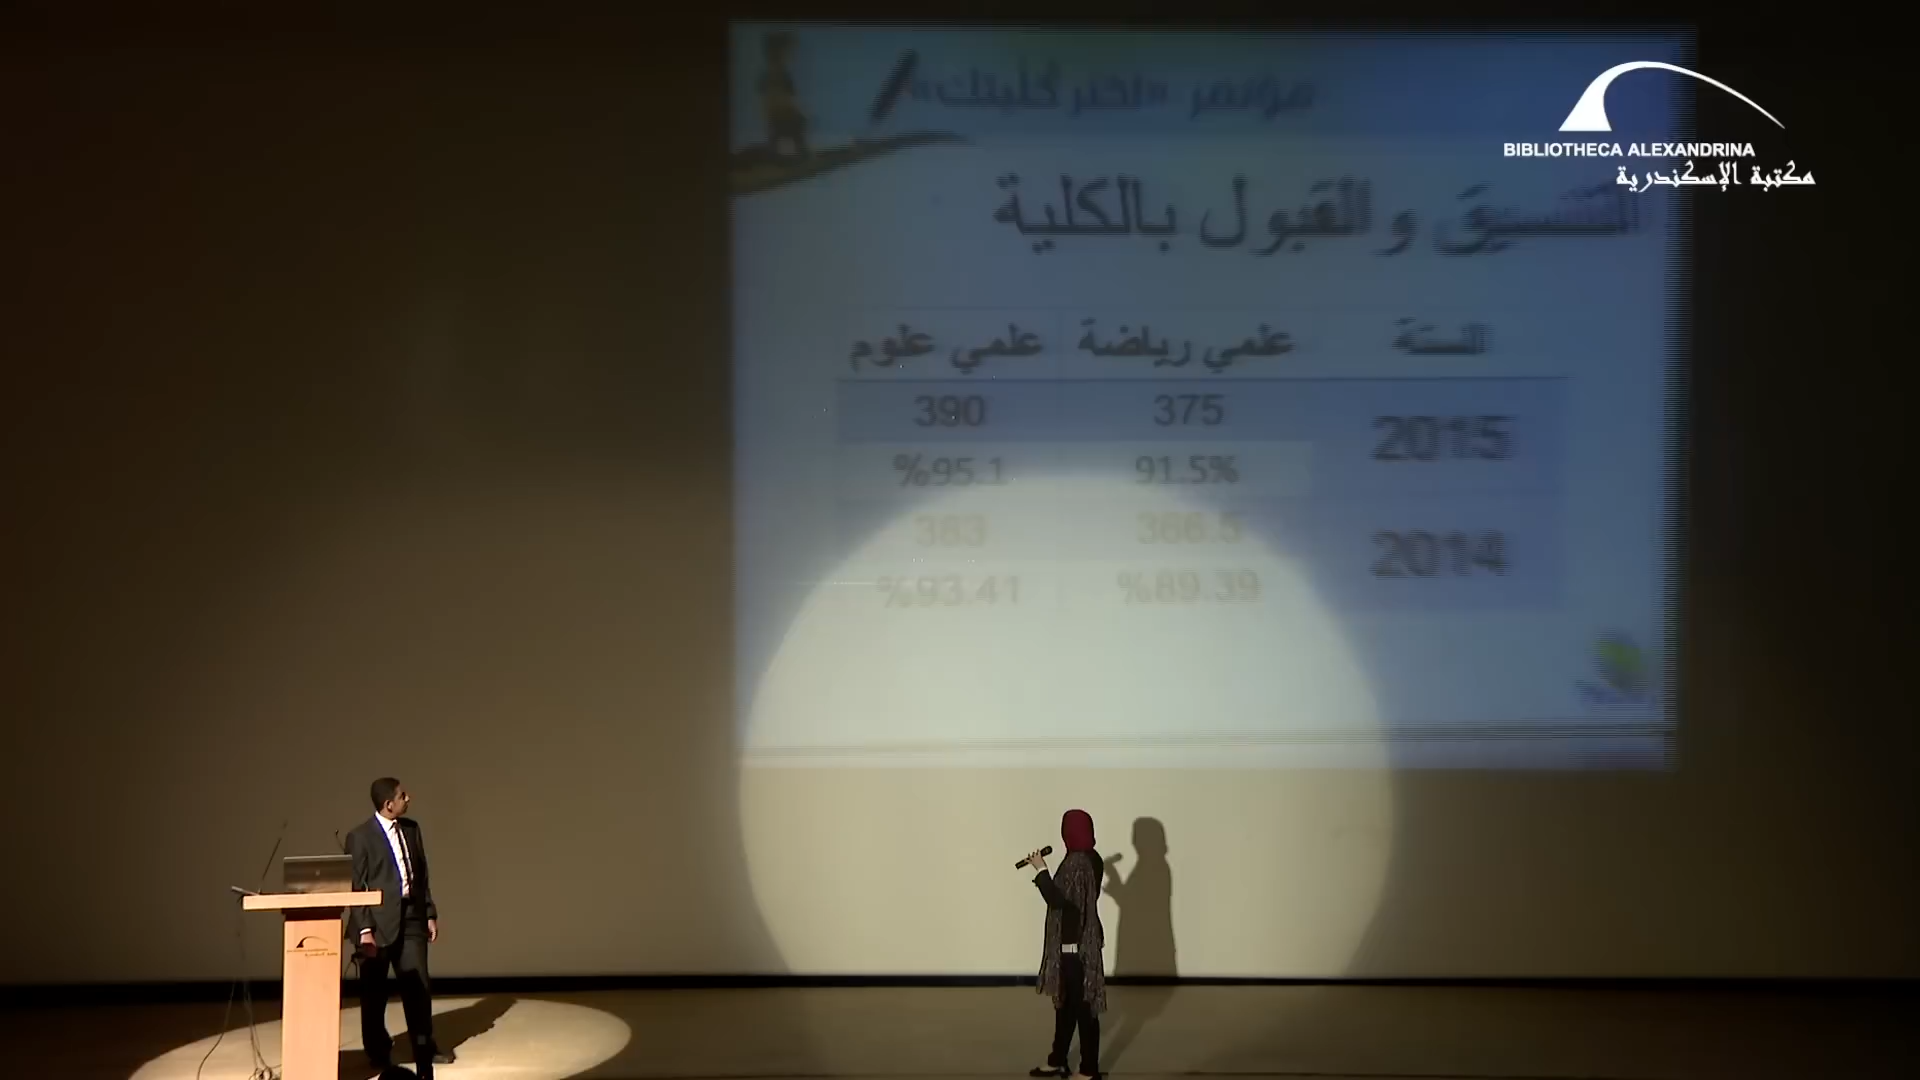 مؤتمر «اختر كليتك»
BIBLIOTHECA ALEXANDRINA
مكتبة الإسكندرية
التنسيق والقبول بالكلية
السنة علمي رياضة علمي علوم
2015 375 390
91.5% %95.1
2014 366.5 383
%89.39 %93.41